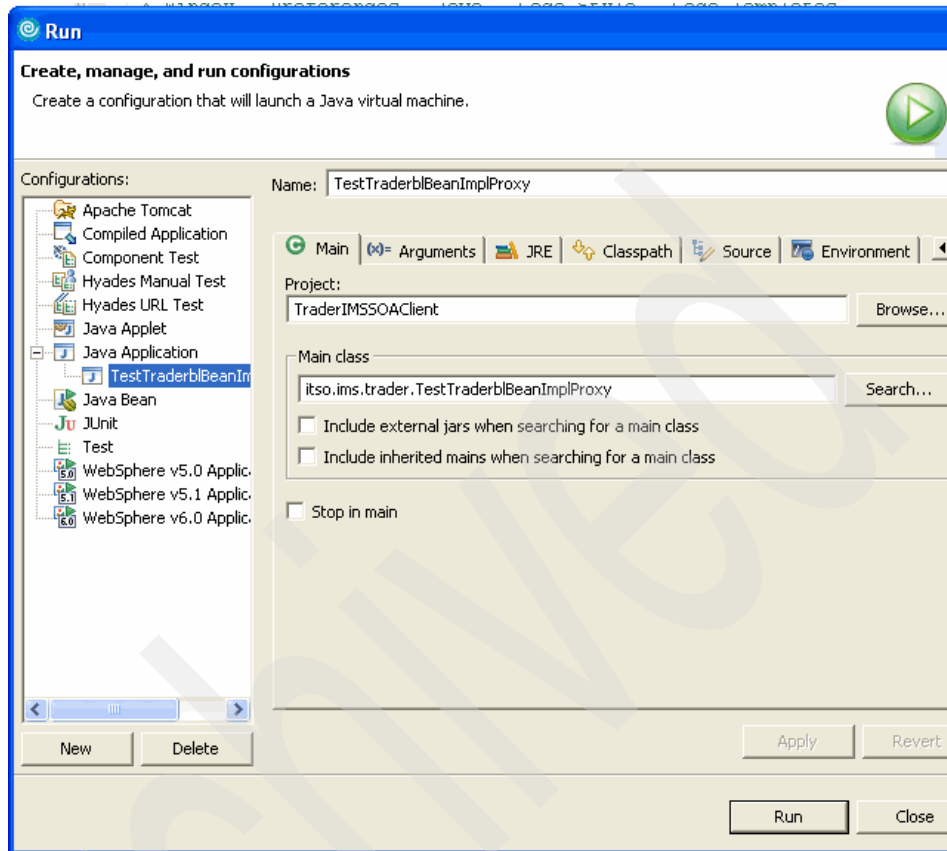 Run
Create, manage, and run configurations
Create a configuration that will launch a Java virtual machine.
Configurations:
Apache Tomcat
Compiled Application
Component Test
Hyades Manual Test
Hyades URL Test
Java Applet
Java Application
TestTraderblBeanIm
Java Bean
JUnit
Test
WebSphere v5.0 Applic
WebSphere v5.1 Applic
WebSphere v6.0 Applic
New Delete
Name: TestTraderblBeanImplProxy
Main (x)= Arguments JRE Classpath Source Environment
Project:
TraderIMSSOAClient Browse...
Main class
itso.ims.trader.TestTraderblBeanImplProxy Search...
Include external jars when searching for a main class
Include inherited mains when searching for a main class
Stop in main
Apply Revert
Run Close